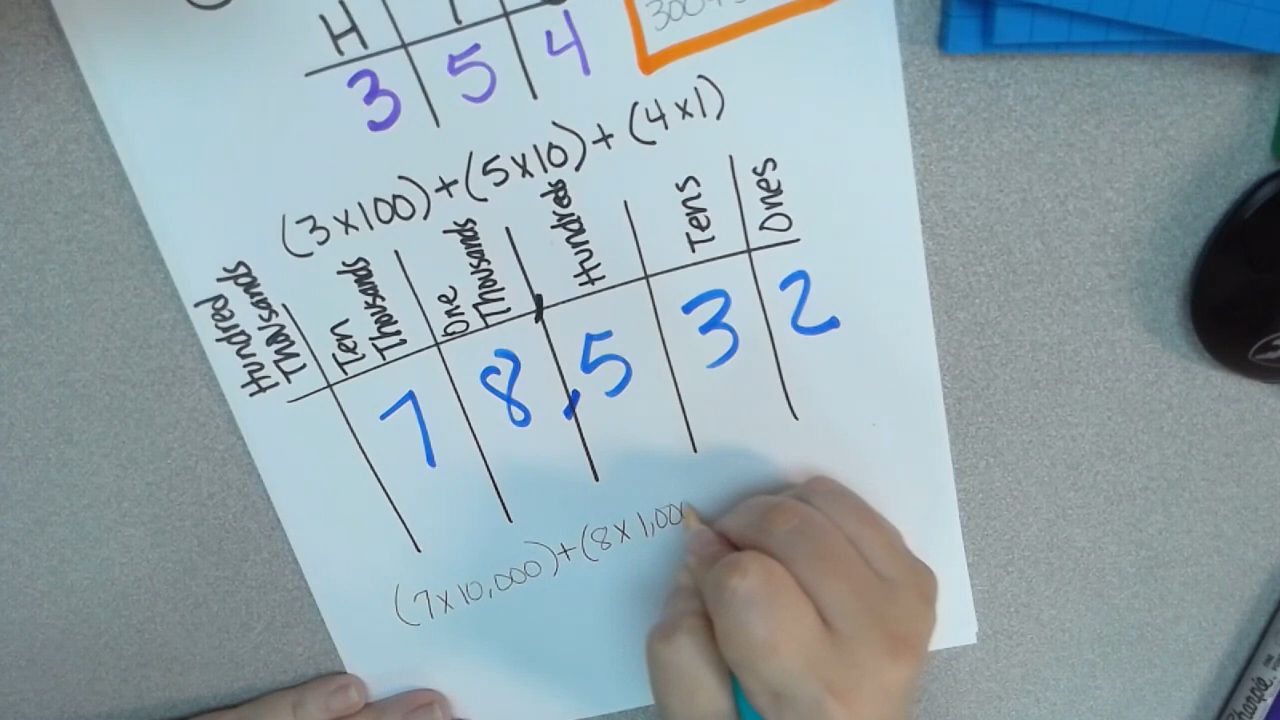 H T
3 5 4
(3x100)+(5x10)+(4x1)
Hundred Thousands
Ten Thousands
One Thousands
Hundreds
Tens
Ones
7 8,5 3 2
(7x10,000)+(8x1,000